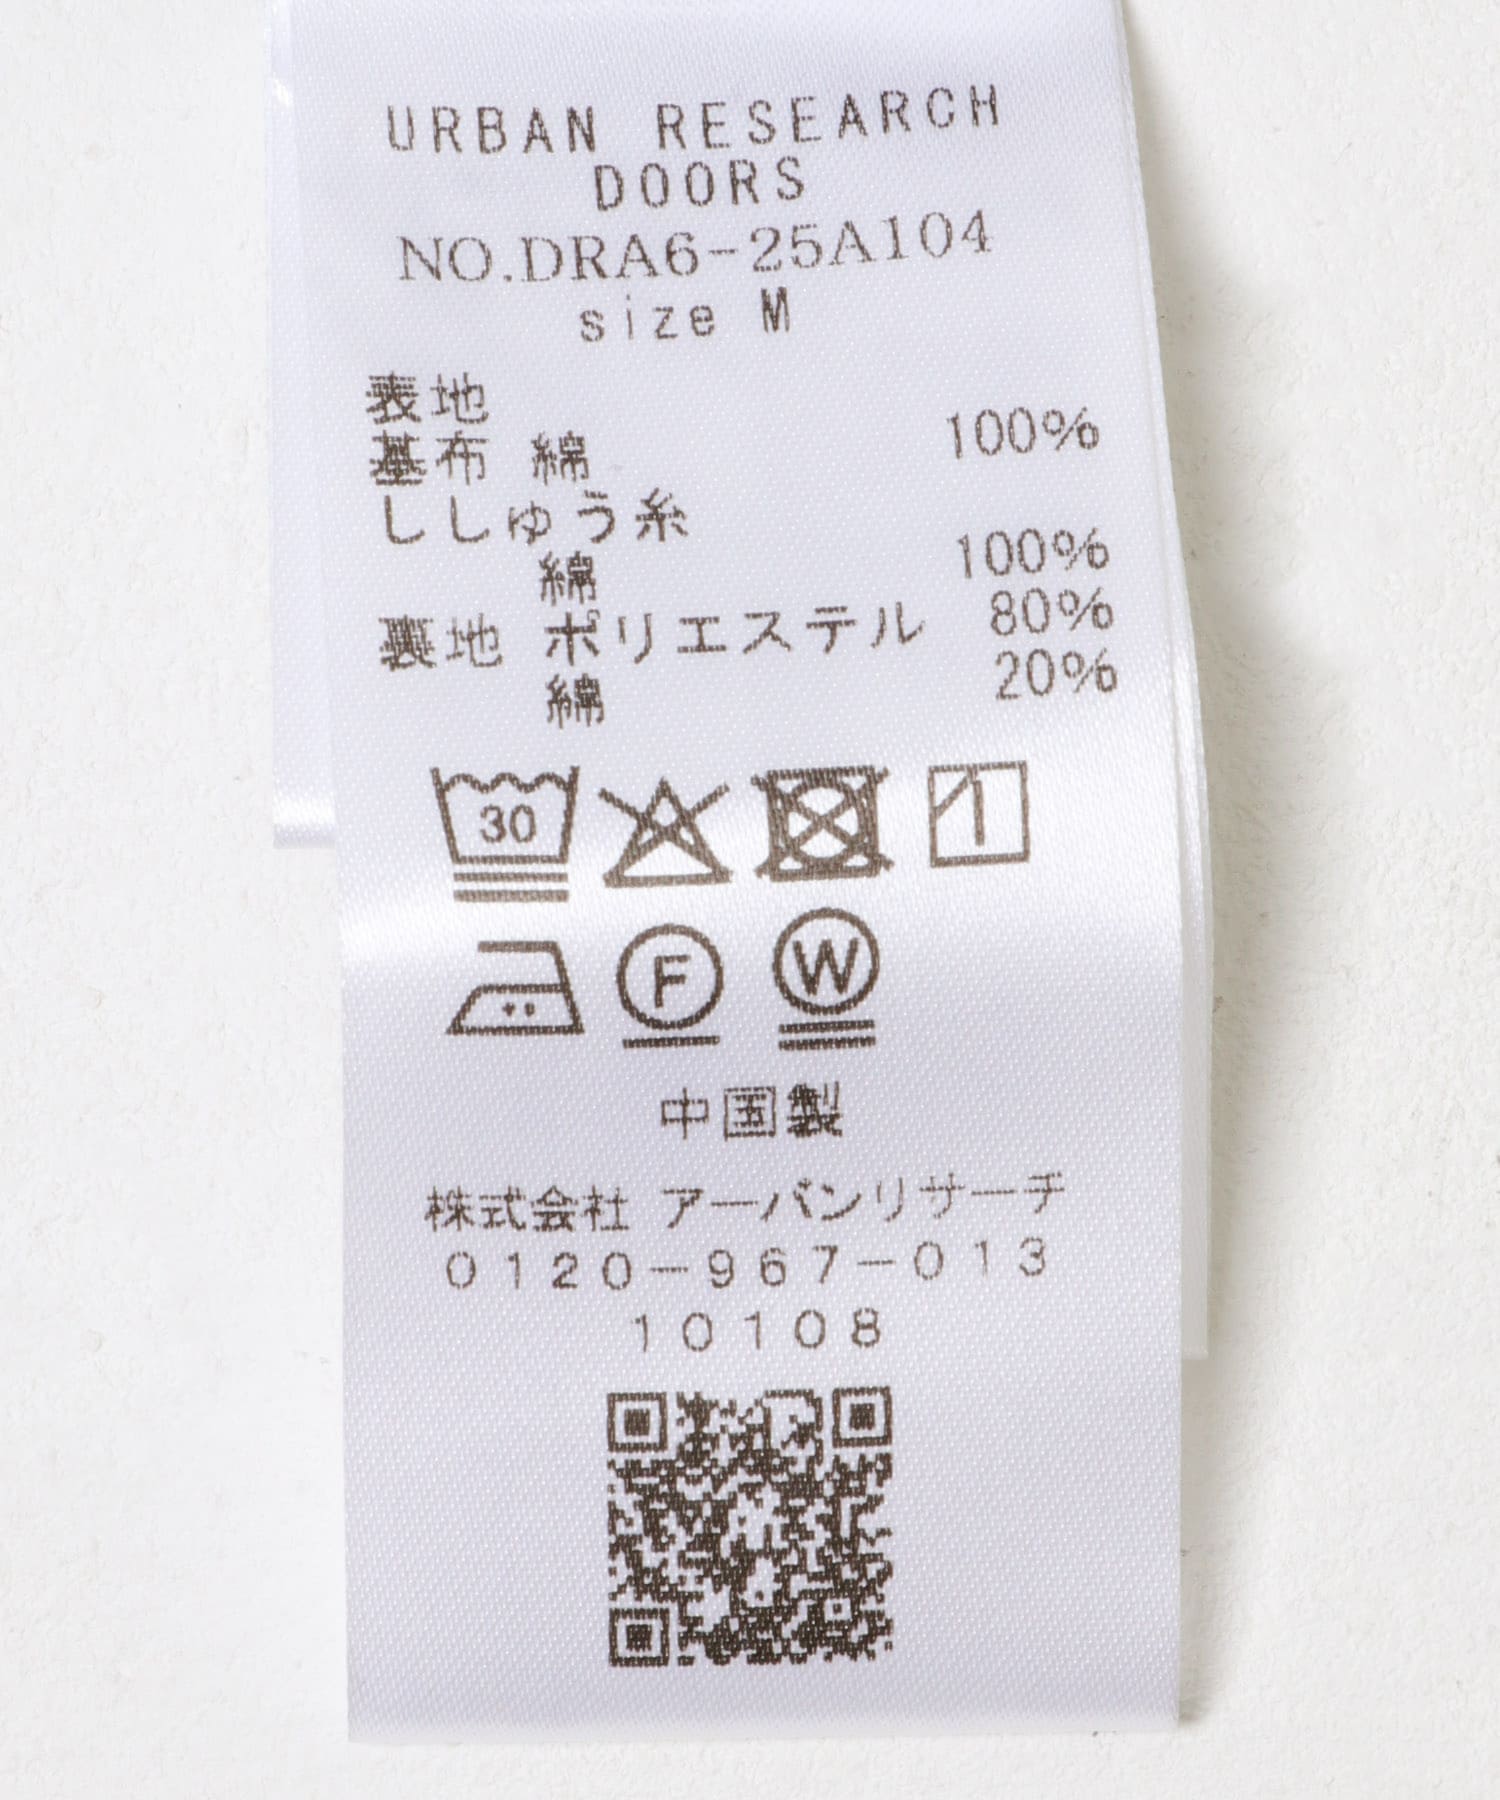 URBAN RESEARCH
DOORS
NO.DRA6-25A104
size M
表地
基布 綿 100%
ししゅう糸
綿 100%
裏地 ポリエステル 80%
綿 20%
30
F
W
中国製
株式会社 アーバンリサーチ
0120-967-013
10108